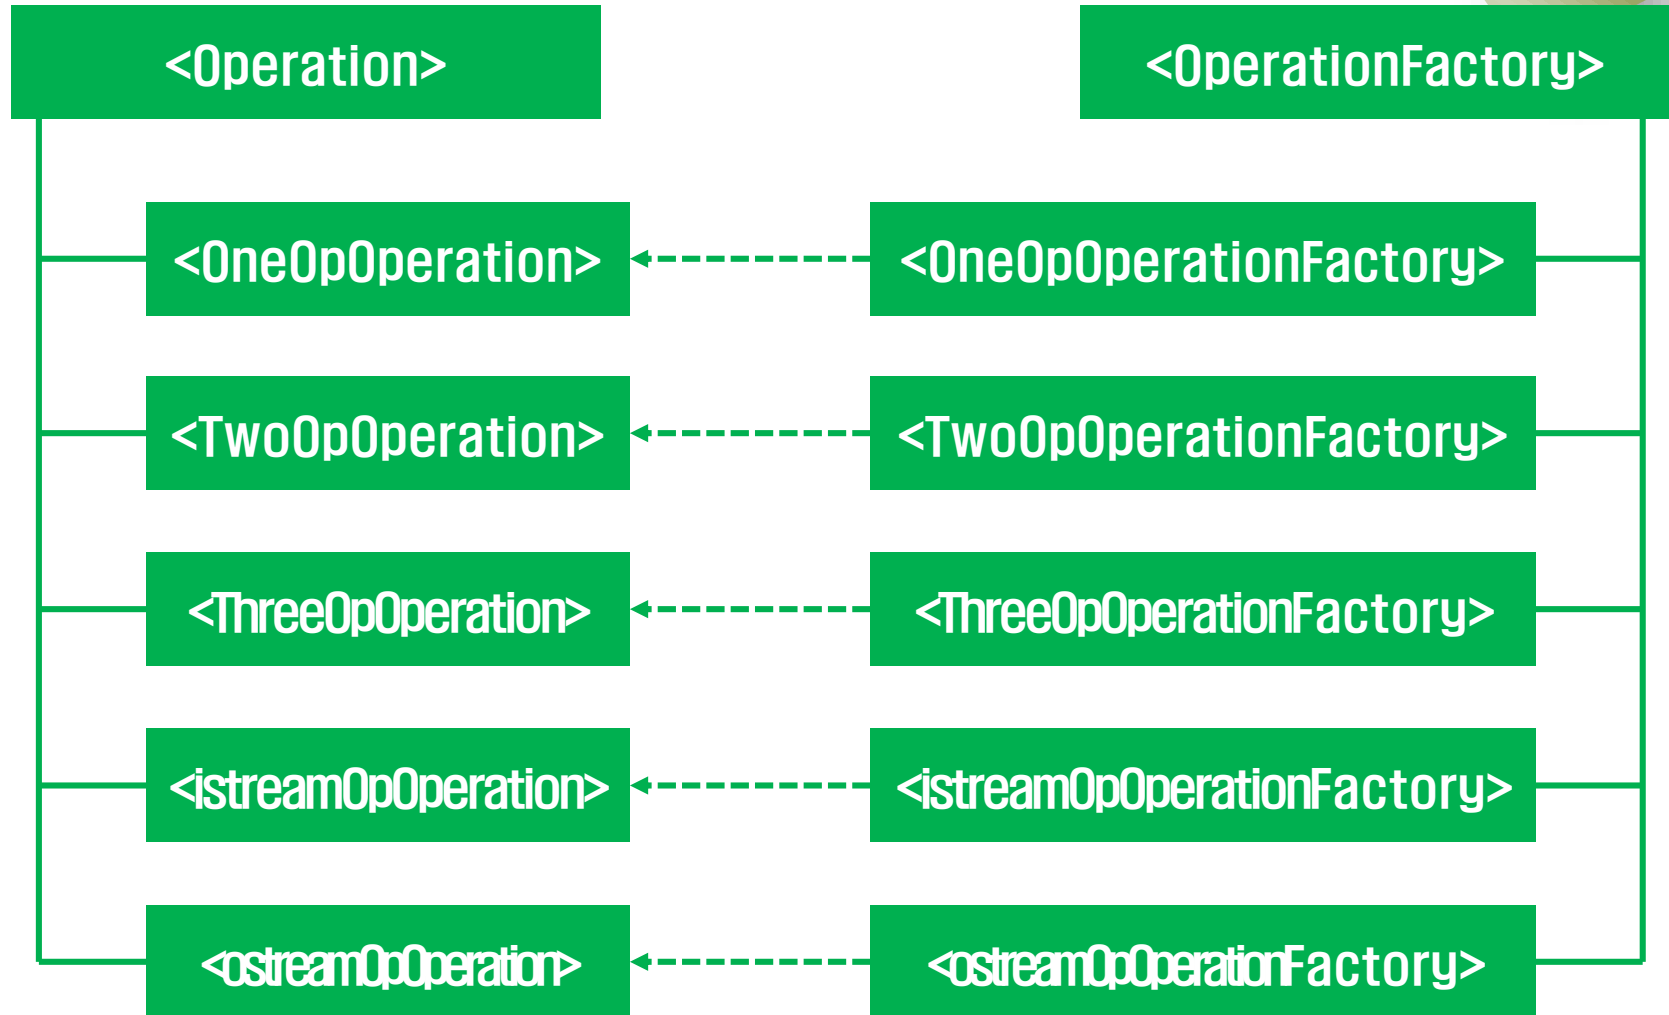 <Operation>
<OperationFactory>
<OneOpOperation>
<OneOpOperationFactory>
<TwoOpOperation>
<TwoOpOperationFactory>
<ThreeOpOperation>
<ThreeOpOperationFactory>
<istreamOpOperation>
<istreamOpOperationFactory>
<ostreamOpOperation>
<ostreamOpOperationFactory>